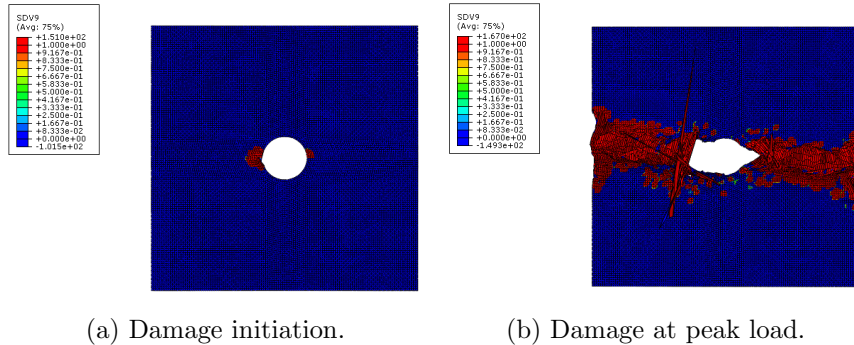 SDV9
(Avg: 75%)
+1.510e+02
+1.000e+00
+9.167e-01
+8.333e-01
+7.500e-01
+6.667e-01
+5.833e-01
+5.000e-01
+4.167e-01
+3.333e-01
+2.500e-01
+1.667e-01
+8.333e-02
+0.000e+00
-1.015e+02
(a) Damage initiation.
SDV9
(Avg: 75%)
+1.670e+02
+1.000e+00
+9.167e-01
+8.333e-01
+7.500e-01
+6.667e-01
+5.833e-01
+5.000e-01
+4.167e-01
+3.333e-01
+2.500e-01
+1.667e-01
+8.333e-02
+0.000e+00
-1.493e+02
(b) Damage at peak load.